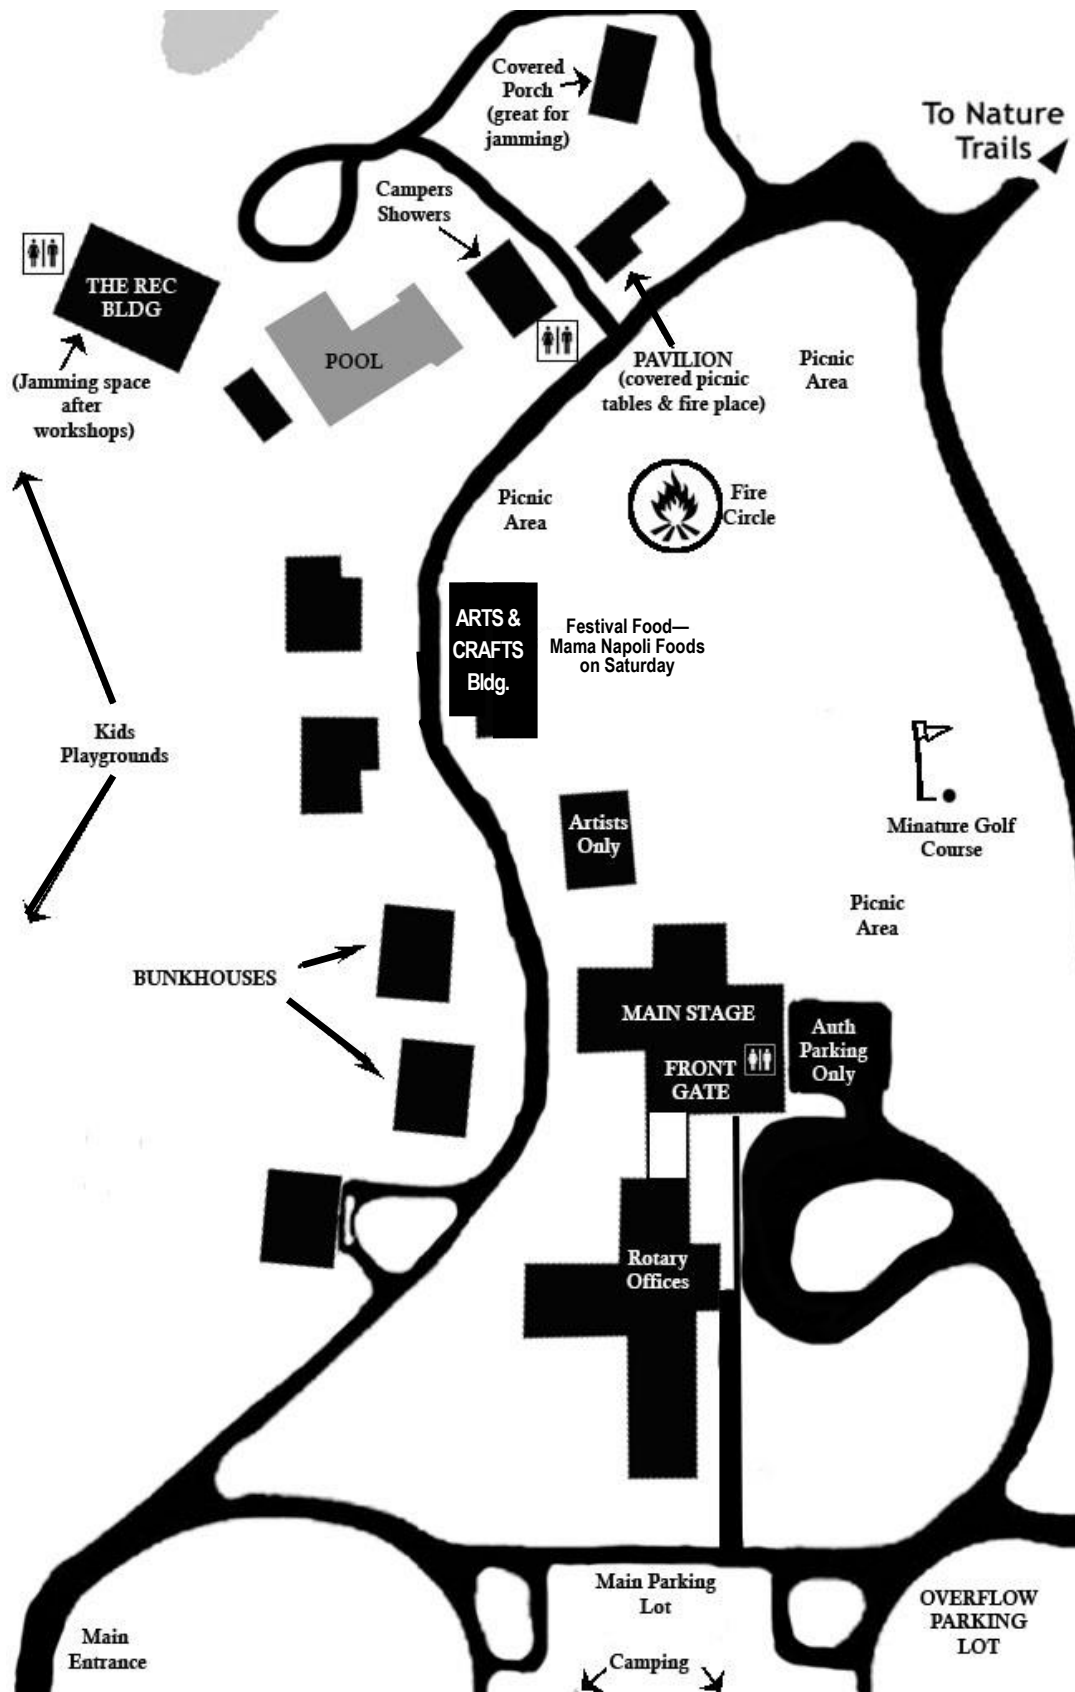 Covered
Porch
(great for
jamming)
To Nature
Trails
Campers
Showers
THE REC
BLDG
(Jamming space
after
workshops)
POOL
PAVILION
(covered picnic
tables & fire place)
Picnic
Area
Picnic
Area
Fire
Circle
ARTS &
CRAFTS
Bldg.
Festival Food—
Mama Napoli Foods
on Saturday
Kids
Playgrounds
Artists
Only
Minature Golf
Course
Picnic
Area
BUNKHOUSES
MAIN STAGE
FRONT
GATE
Auth
Parking
Only
Rotary
Offices
Main Parking
Lot
OVERFLOW
PARKING
LOT
Main
Entrance
Camping